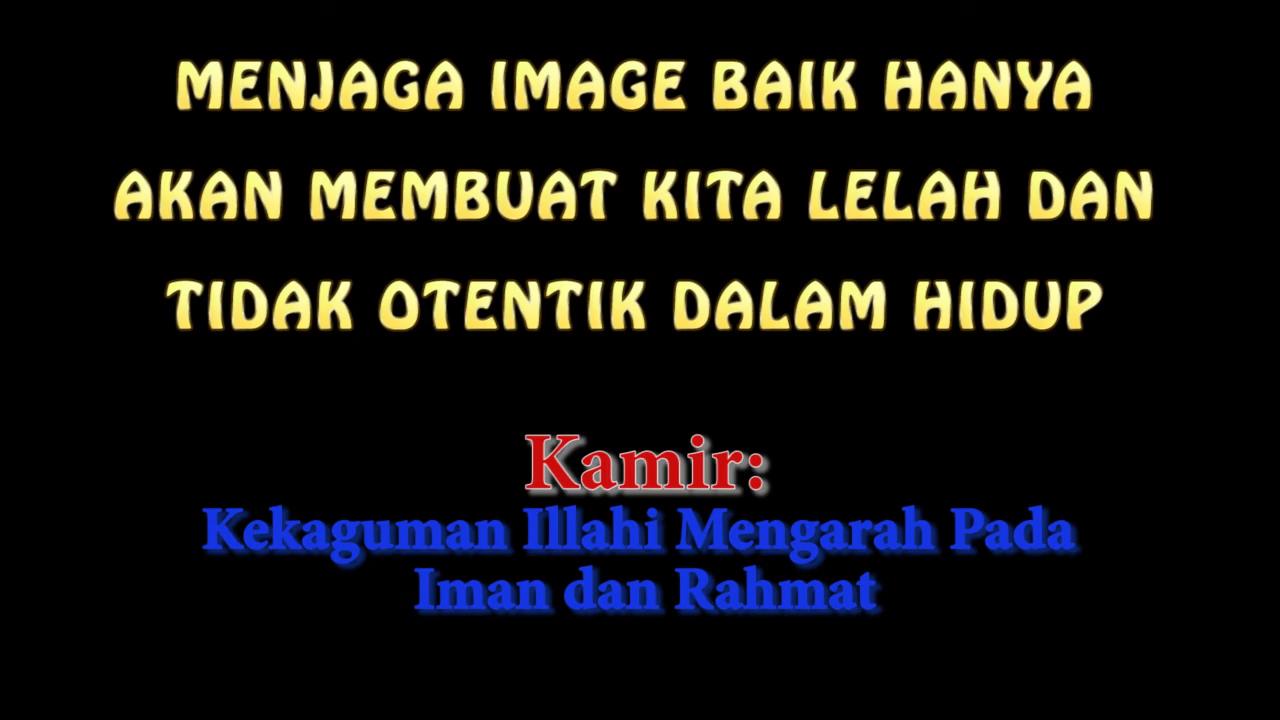 MENJAGA IMAGE BAIK HANYA
AKAN MEMBUAT KITA LELAH DAN
TIDAK OTENTIK DALAM HIDUP
Kamir:
Kekaguman Illahi Mengarah Pada
Iman dan Rahmat